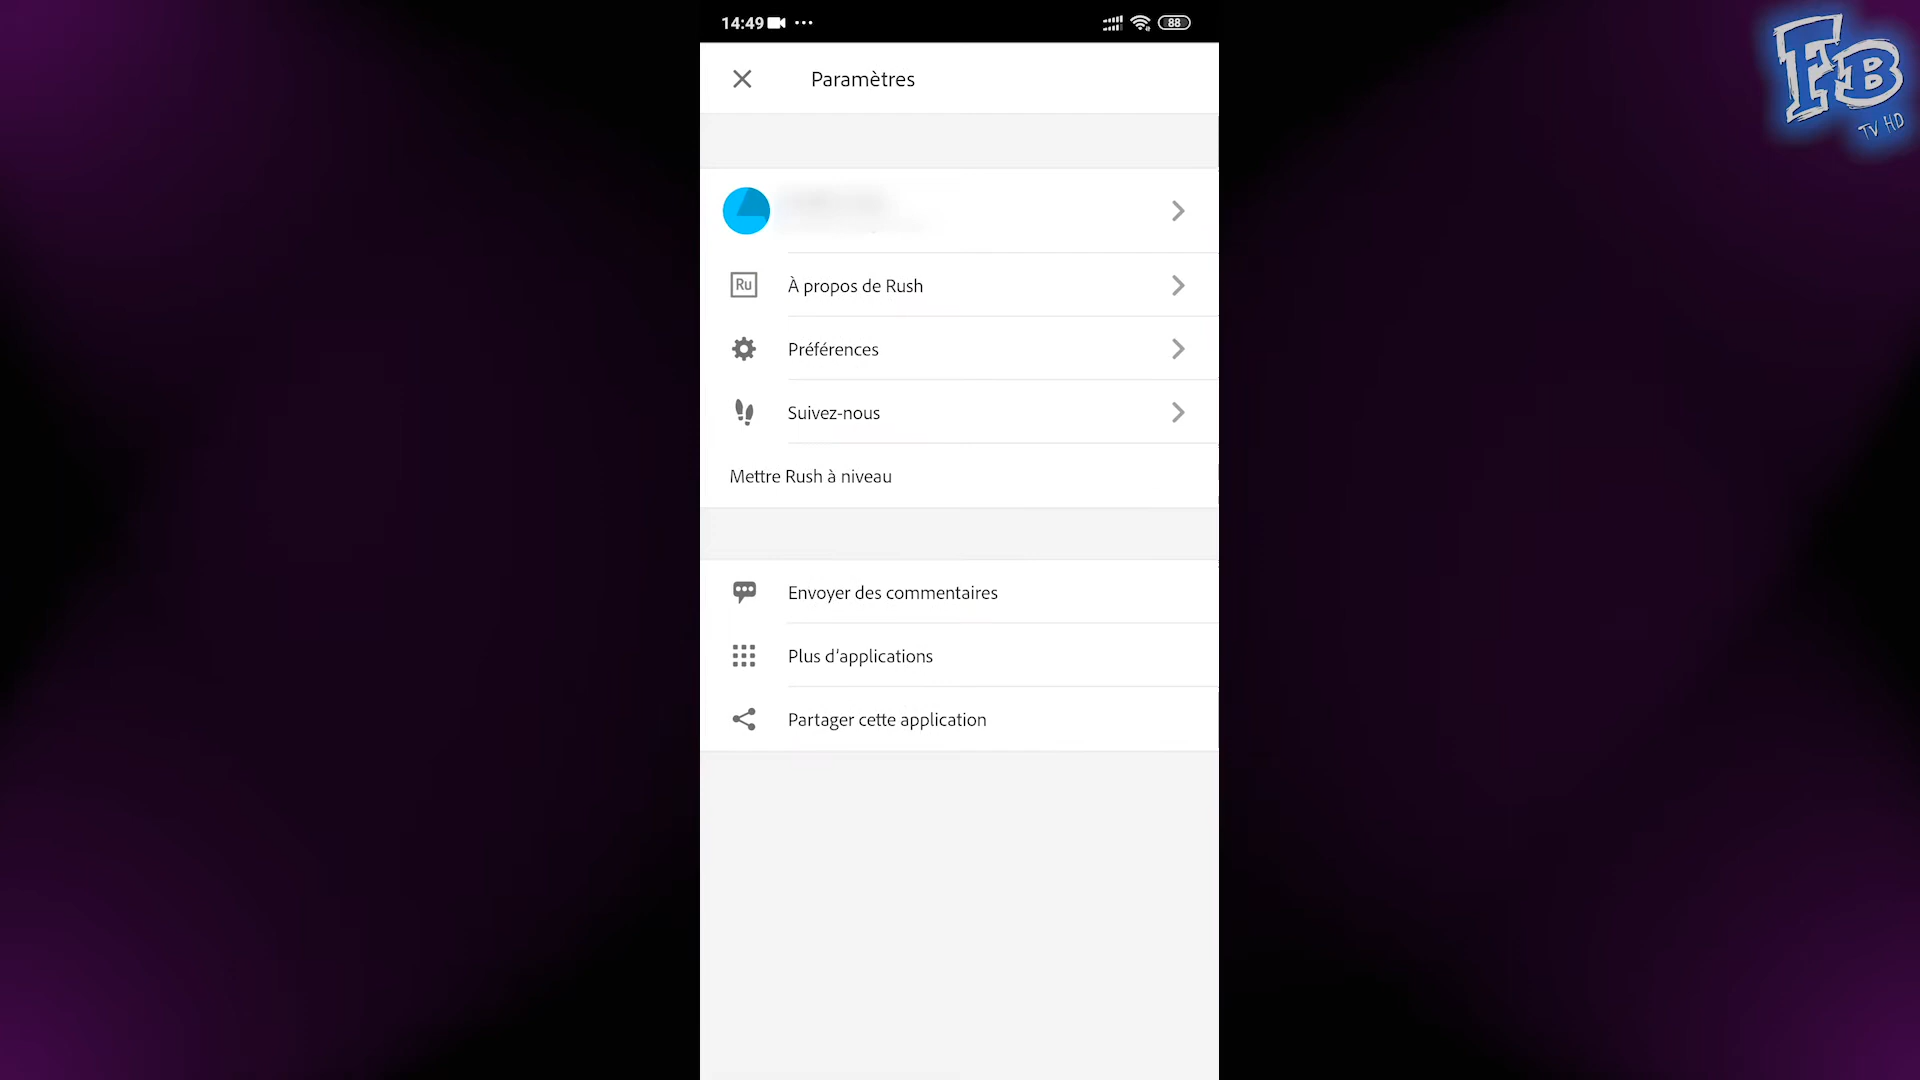 14:49
88
FB
TV HD
Paramètres
Ru
À propos de Rush
Préférences
Suivez-nous
Mettre Rush à niveau
Envoyer des commentaires
Plus d’applications
Partager cette application